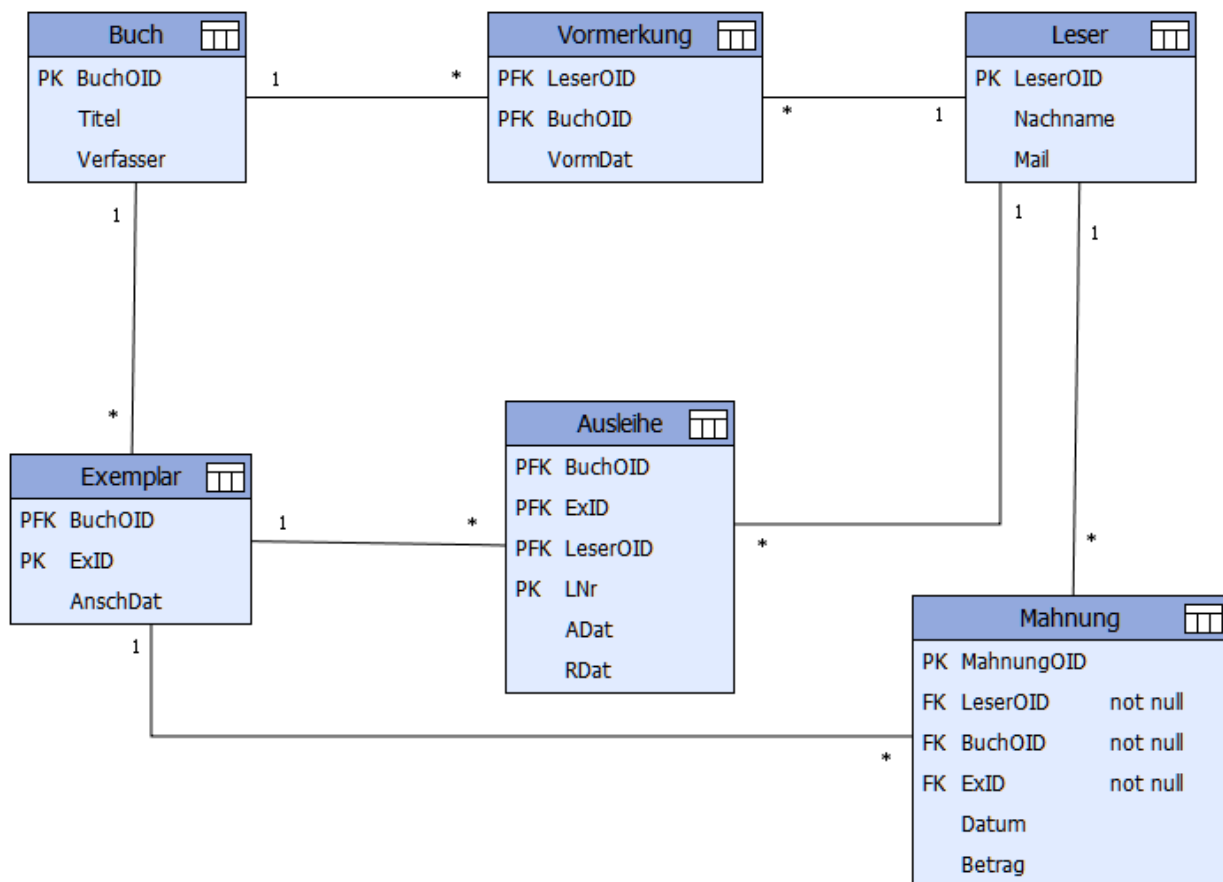 Buch
PK BuchOID
Titel
Verfasser
1
*
Vormerkung
PFK LeserOID
PFK BuchOID
VormDat
*
1
Leser
PK LeserOID
Nachname
Mail
1
*
1
1
Exemplar
PFK BuchOID
PK ExID
AnschDat
1
*
Ausleihe
PFK BuchOID
PFK ExID
PFK LeserOID
PK LNr
ADat
RDat
*
*
1
*
Mahnung
PK MahnungOID
FK LeserOID not null
FK BuchOID not null
FK ExID not null
Datum
Betrag